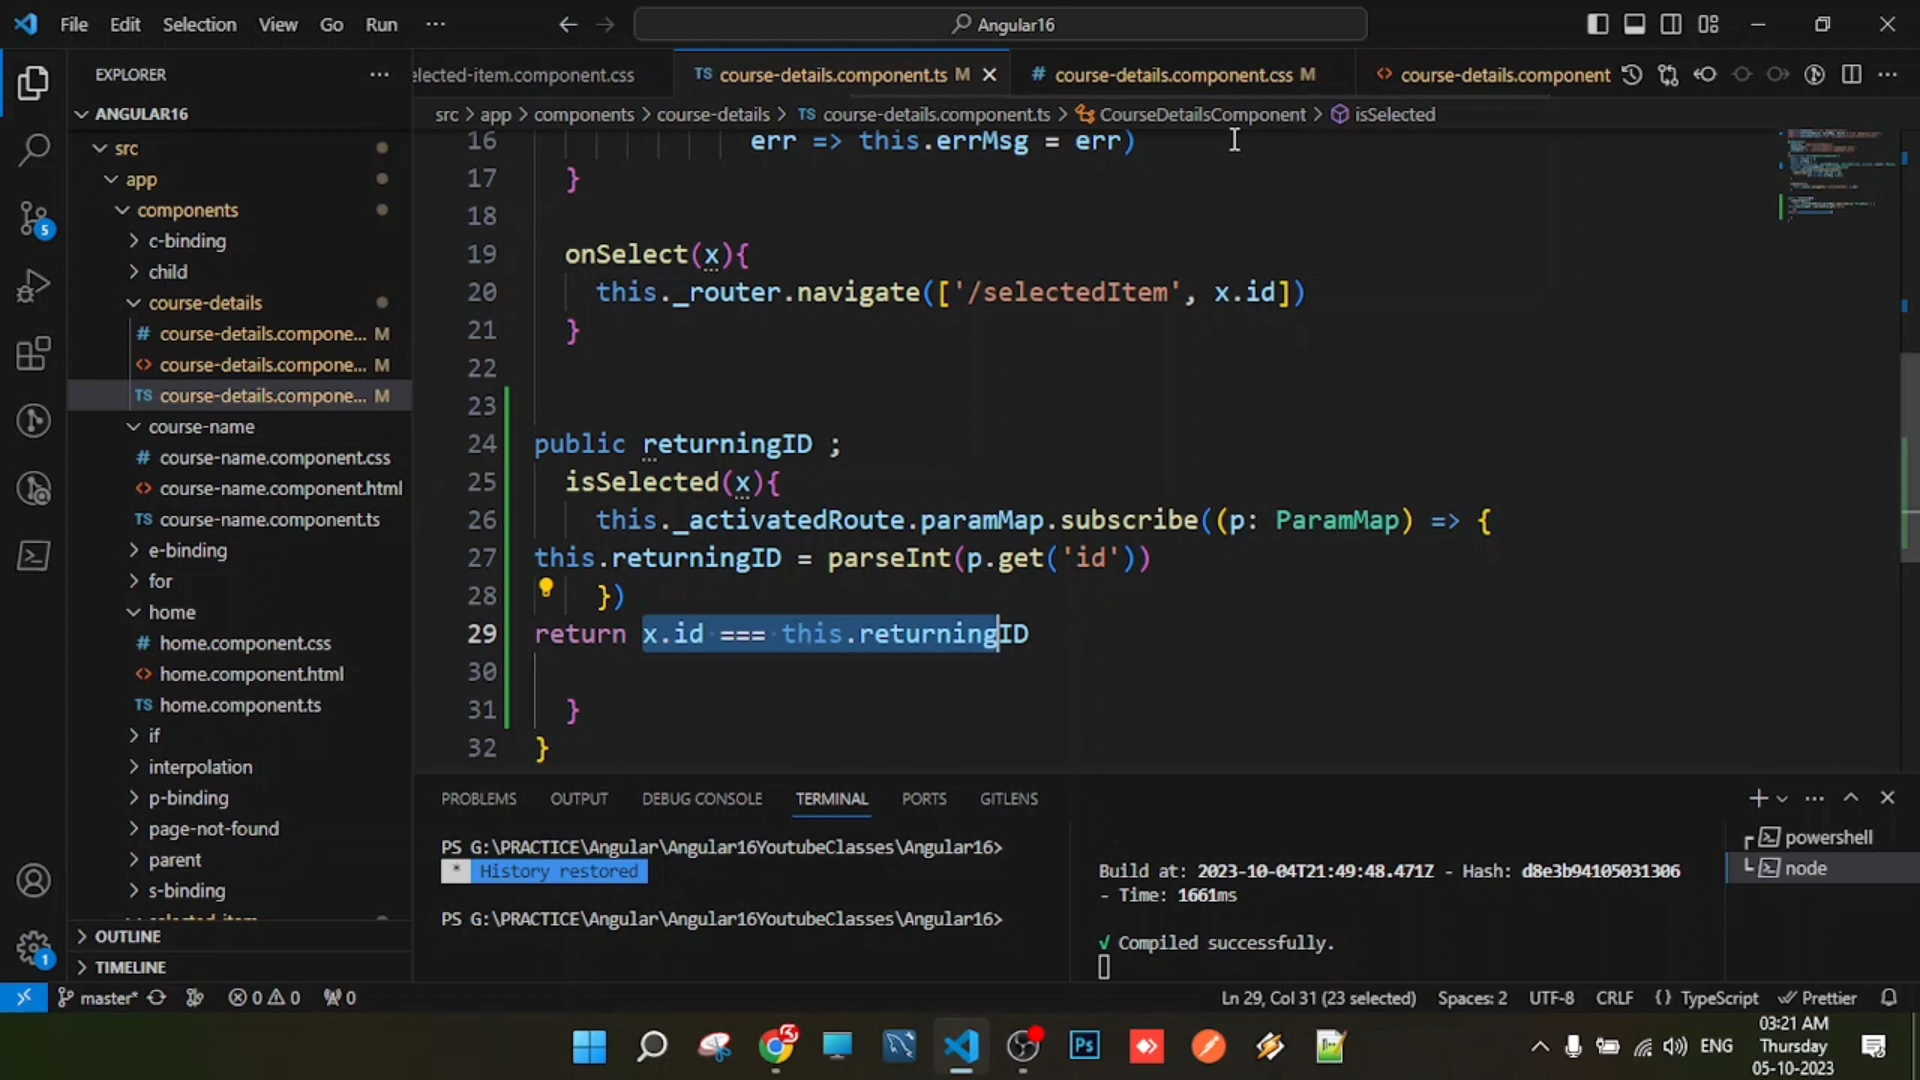 File Edit Selection View Go Run ···
Angular16
EXPLORER
elected-item.component.css
TS course-details.component.ts M
# course-details.component.css M
<> course-details.component
ANGULAR16
src > app > components > course-details > TS course-details.component.ts > CourseDetailsComponent > isSelected
src
app
components
c-binding
child
course-details
# course-details.compone... M
<> course-details.compone... M
TS course-details.compone... M
course-name
# course-name.component.css
<> course-name.component.html
TS course-name.component.ts
e-binding
for
home
# home.component.css
<> home.component.html
TS home.component.ts
if
interpolation
p-binding
page-not-found
parent
s-binding
selected-item
OUTLINE
TIMELINE
5
1
16 err => this.errMsg = err)
17 }
18
19 onSelect(x){
20 this._router.navigate(['/selectedItem', x.id])
21 }
22
23
24 public returningID ;
25 isSelected(x){
26 this._activatedRoute.paramMap.subscribe((p: ParamMap) => {
27 this.returningID = parseInt(p.get('id'))
28 })
29 return x.id === this.returningID
30
31 }
32 }
PROBLEMS OUTPUT DEBUG CONSOLE TERMINAL PORTS GITLENS
PS G:\PRACTICE\Angular\Angular16YoutubeClasses\Angular16>
* History restored
PS G:\PRACTICE\Angular\Angular16YoutubeClasses\Angular16>
Build at: 2023-10-04T21:49:48.471Z - Hash: d8e3b94105031306
- Time: 1661ms
√ Compiled successfully.
powershell
node
master* 0 0 0
Ln 29, Col 31 (23 selected) Spaces: 2 UTF-8 CRLF {} TypeScript Prettier
Ps
ENG
03:21 AM
Thursday
05-10-2023